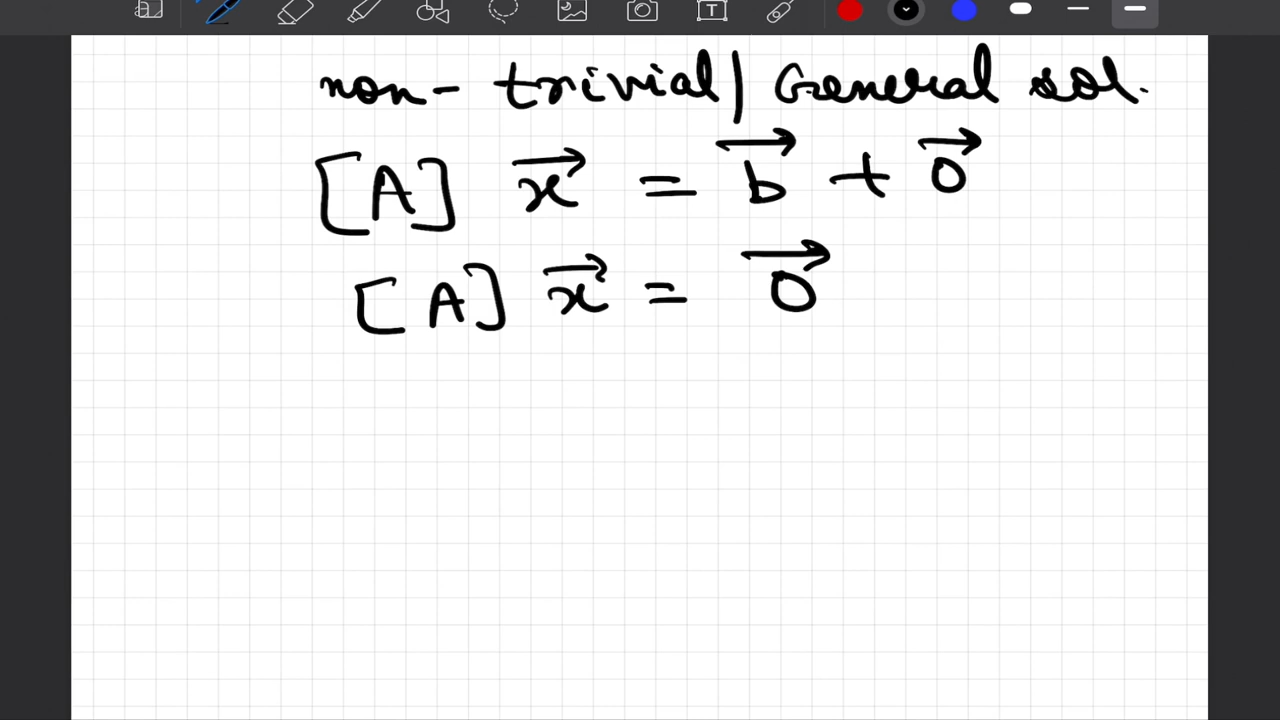 non-trivial | General sol.
[A] x⃗ = b⃗ + 0⃗
[A] x⃗ = 0⃗